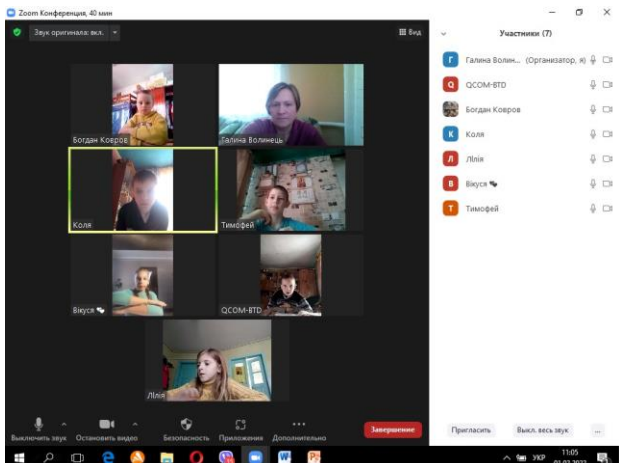 Zoom Конференция, 40 мин
Звук оригинала: вкл.
Вид
Богдан Ковров
Галина Волинець
Коля
Тимофей
Вікуся
QCOM-BTD
Лілія
Выключить звук
Остановить видео
Безопасность
Приложения
Дополнительно
Завершение
Участники (7)
Г Галина Волин... (Организатор, я)
Q QCOM-BTD
Богдан Ковров
К Коля
Л Лілія
В Вікуся
Т Тимофей
Пригласить
Выкл. весь звук
...
УКР
11:05